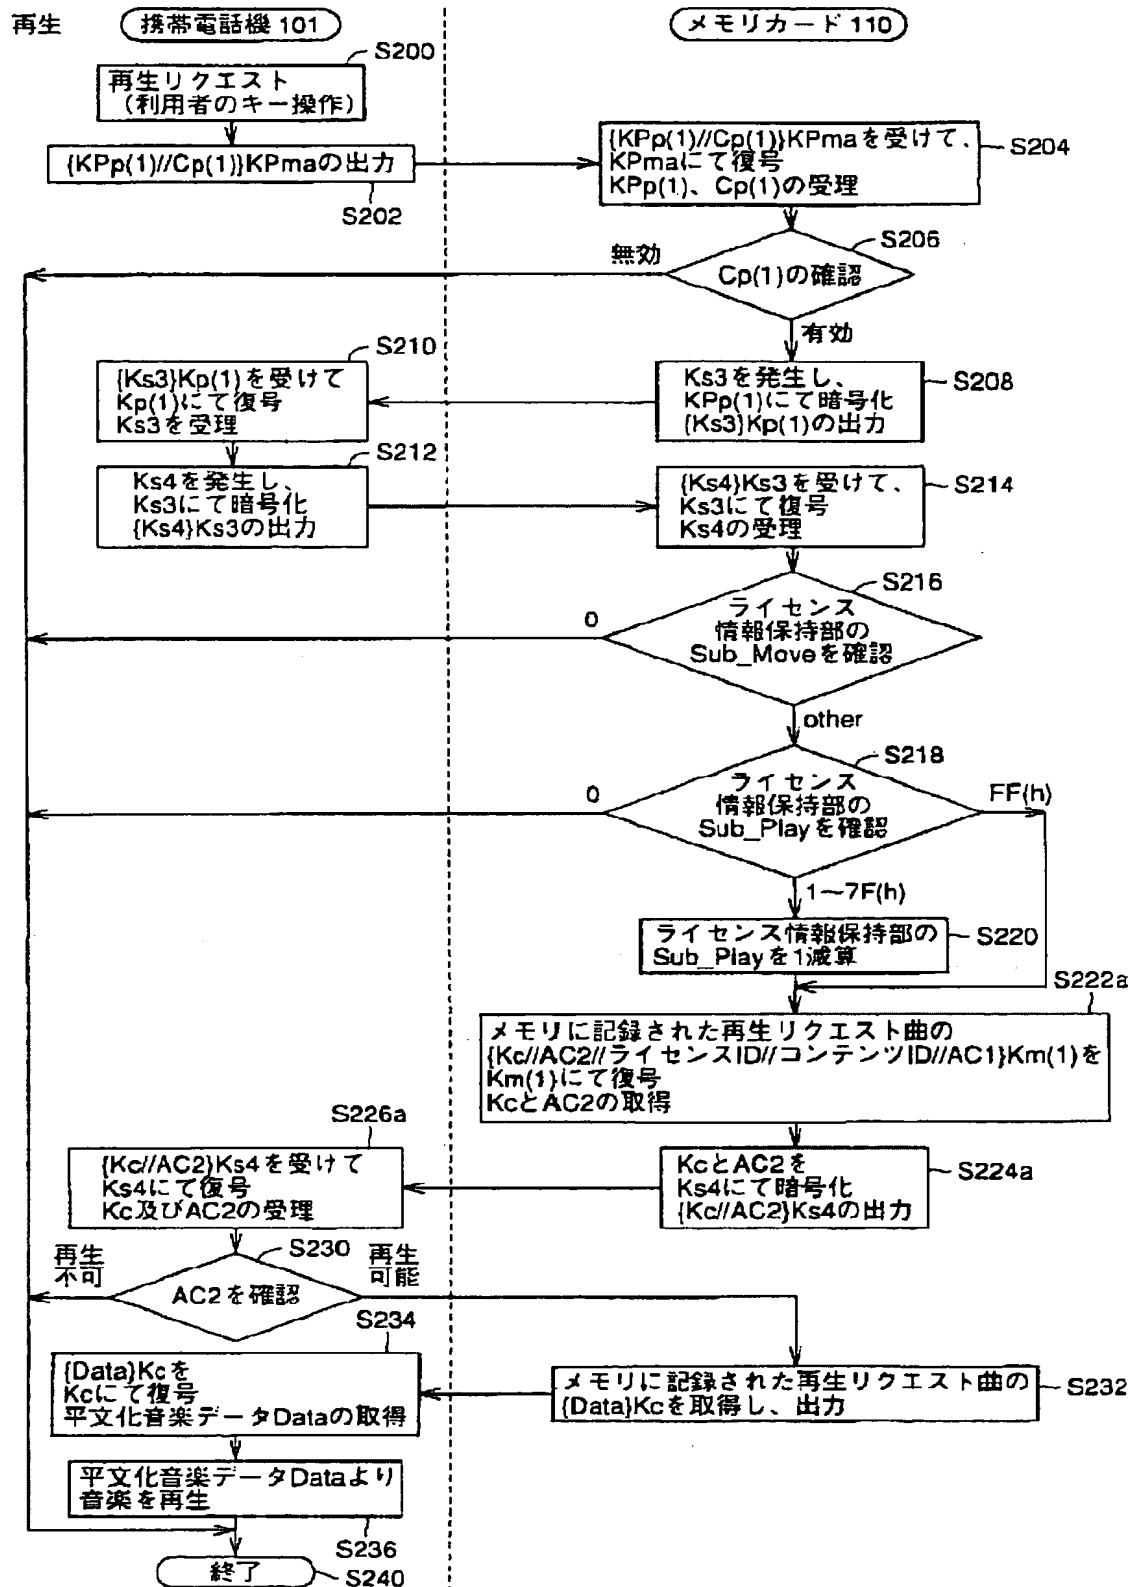 再生
携帯電話機 101
メモリカード 110
S200
再生リクエスト
(利用者のキー操作)
{KPp(1)//Cp(1)}KPmaの出力
S202
{KPp(1)//Cp(1)}KPmaを受けて、
KPmaにて復号
KPp(1)、Cp(1)の受理
S204
S206
無効
Cp(1)の確認
有効
S210
{Ks3}Kp(1)を受けて
Kp(1)にて復号
Ks3を受理
Ks3を発生し、
KPp(1)にて暗号化
{Ks3}Kp(1)の出力
S208
S212
Ks4を発生し、
Ks3にて暗号化
{Ks4}Ks3の出力
{Ks4}Ks3を受けて、
Ks3にて復号
Ks4の受理
S214
S216
0
ライセンス
情報保持部の
Sub_Moveを確認
other
S218
0
ライセンス
情報保持部の
Sub_Playを確認
FF(h)
1〜7F(h)
ライセンス情報保持部の
Sub_Playを1減算
S220
S222a
メモリに記録された再生リクエスト曲の
{Kc//AC2//ライセンスID//コンテンツID//AC1}Km(1)を
Km(1)にて復号
KcとAC2の取得
S226a
{Kc//AC2}Ks4を受けて
Ks4にて復号
Kc及びAC2の受理
KcとAC2を
Ks4にて暗号化
{Kc//AC2}Ks4の出力
S224a
S230
再生
不可
再生
可能
AC2を確認
S234
{Data}Kcを
Kcにて復号
平文化音楽データDataの取得
メモリに記録された再生リクエスト曲の
{Data}Kcを取得し、出力
S232
平文化音楽データDataより
音楽を再生
S236
終了
S240